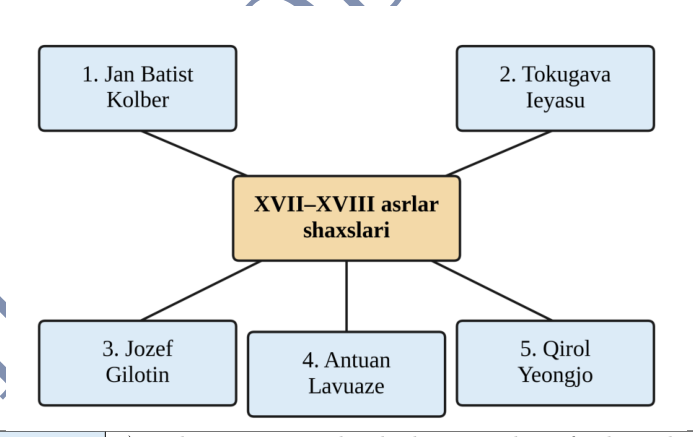 1. Jan Batist
Kolber
2. Tokugava
Ieyasu
XVII–XVIII asrlar
shaxslari
3. Jozef
Gilotin
4. Antuan
Lavuaze
5. Qirol
Yeongjo